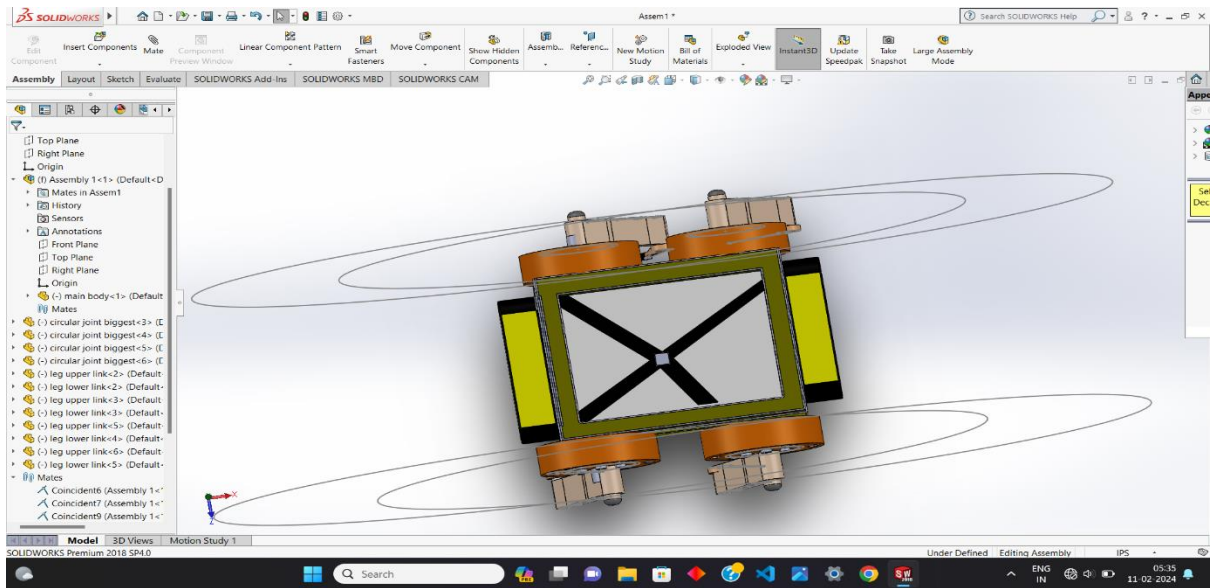 SOLIDWORKS
Assem1 *
Search SOLIDWORKS Help
Edit Component
Insert Components
Mate
Component Preview Window
Linear Component Pattern
Smart Fasteners
Move Component
Show Hidden Components
Assemb...
Referenc...
New Motion Study
Bill of Materials
Exploded View
Instant3D
Update Speedpak
Take Snapshot
Large Assembly Mode
Assembly Layout Sketch Evaluate SOLIDWORKS Add-Ins SOLIDWORKS MBD SOLIDWORKS CAM
Appe
Top Plane
Right Plane
Origin
(f) Assembly 1<1> (Default<D
Mates in Assem1
History
Sensors
Annotations
Front Plane
Top Plane
Right Plane
Origin
(-) main body<1> (Default
Mates
(-) circular joint biggest<3> (D
(-) circular joint biggest<4> (D
(-) circular joint biggest<5> (D
(-) circular joint biggest<6> (D
(-) leg upper link<2> (Default
(-) leg lower link<2> (Default<
(-) leg upper link<3> (Default
(-) leg lower link<3> (Default<
(-) leg upper link<5> (Default
(-) leg lower link<4> (Default<
(-) leg upper link<6> (Default
(-) leg lower link<5> (Default<
Mates
Coincident6 (Assembly 1<
Coincident7 (Assembly 1<
Coincident9 (Assembly 1<
Sel
Dec
X
Z
Model 3D Views Motion Study 1
SOLIDWORKS Premium 2018 SP4.0
Under Defined Editing Assembly IPS
Search
ENG
IN
05:35
11-02-2024